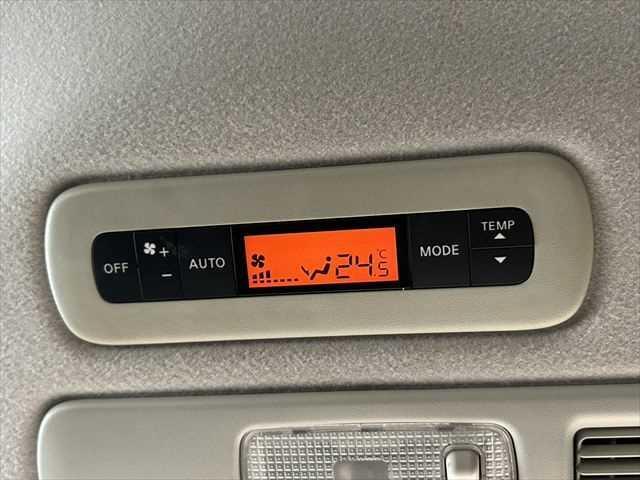 OFF
+
−
AUTO
24.5 °C
MODE
TEMP